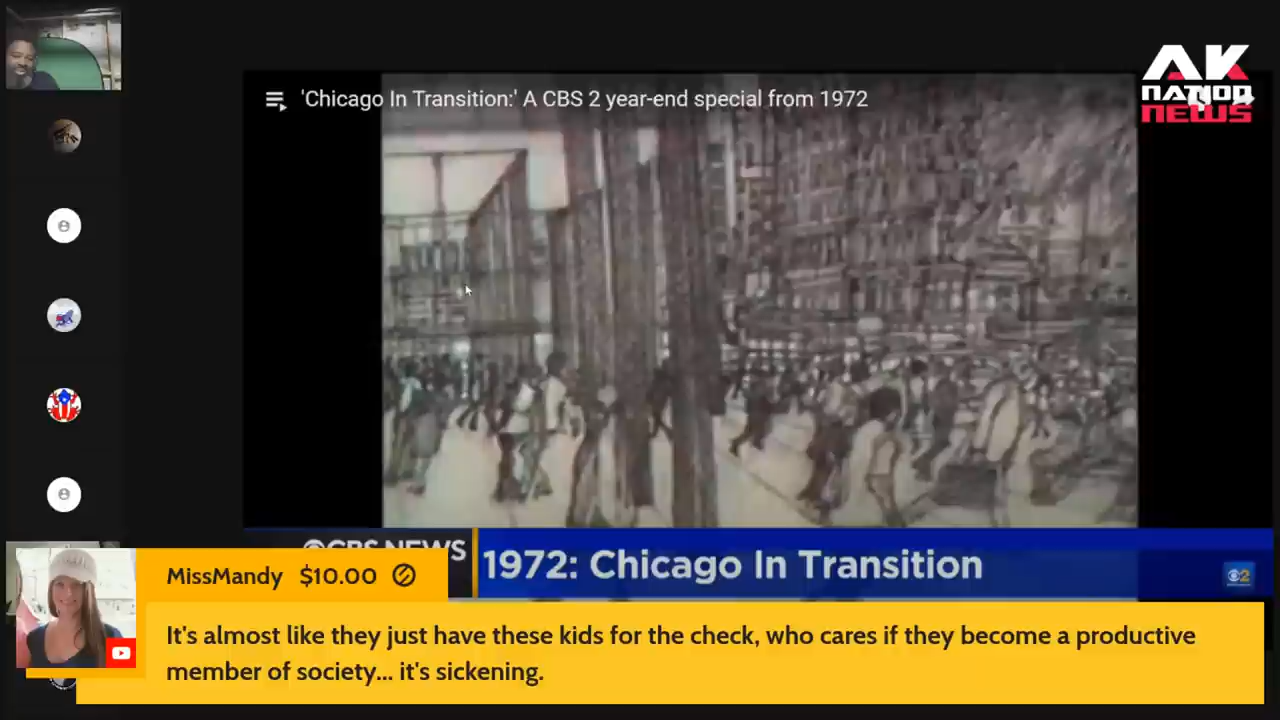 'Chicago In Transition:' A CBS 2 year-end special from 1972
AK
NATION
NEWS
CBS NEWS
1972: Chicago In Transition
2
MissMandy $10.00
It's almost like they just have these kids for the check, who cares if they become a productive
member of society... it's sickening.